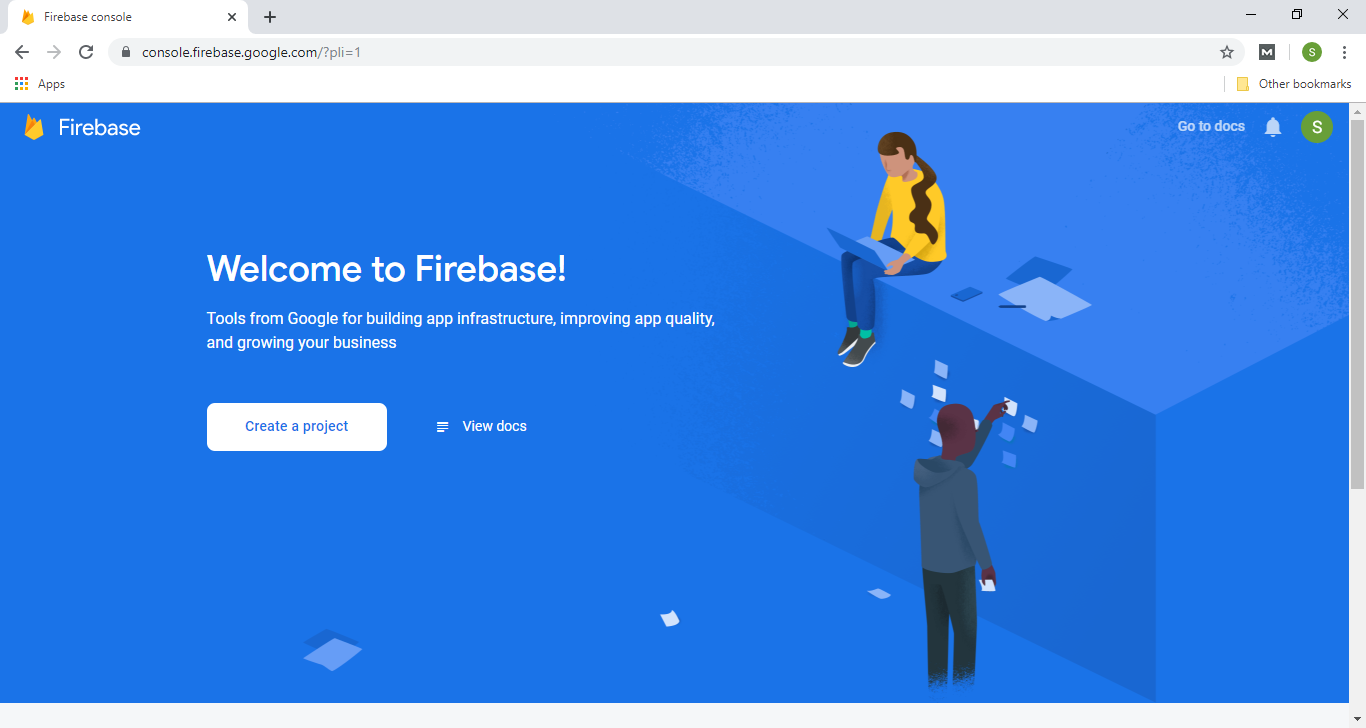 Firebase console
console.firebase.google.com/?pli=1
M
S
Apps
Other bookmarks
Firebase
Go to docs
S
Welcome to Firebase!
Tools from Google for building app infrastructure, improving app quality,
and growing your business
Create a project
View docs